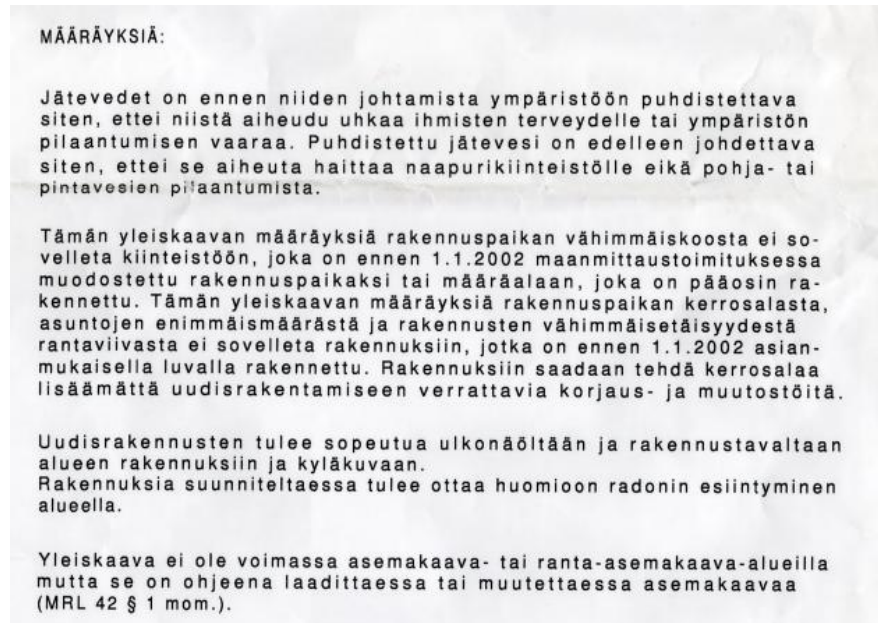 MÄÄRÄYKSIÄ:
Jätevedet on ennen niiden johtamista ympäristöön puhdistettava
siten, ettei niistä aiheudu uhkaa ihmisten terveydelle tai ympäristön
pilaantumisen vaaraa. Puhdistettu jätevesi on edelleen johdettava
siten, ettei se aiheuta haittaa naapurikiinteistölle eikä pohja- tai
pintavesien pilaantumista.
Tämän yleiskaavan määräyksiä rakennuspaikan vähimmäiskoosta ei so-
velleta kiinteistöön, joka on ennen 1.1.2002 maanmittaustoimituksessa
muodostettu rakennuspaikaksi tai määräalaan, joka on pääosin ra-
kennettu. Tämän yleiskaavan määräyksiä rakennuspaikan kerrosalasta,
asuntojen enimmäismäärästä ja rakennusten vähimmäisetäisyydestä
rantaviivasta ei sovelleta rakennuksiin, jotka on ennen 1.1.2002 asian-
mukaisella luvalla rakennettu. Rakennuksiin saadaan tehdä kerrosalaa
lisäämättä uudisrakentamiseen verrattavia korjaus- ja muutostöitä.
Uudisrakennusten tulee sopeutua ulkonäöltään ja rakennustavaltaan
alueen rakennuksiin ja kyläkuvaan.
Rakennuksia suunniteltaessa tulee ottaa huomioon radonin esiintyminen
alueella.
Yleiskaava ei ole voimassa asemakaava- tai ranta-asemakaava-alueilla
mutta se on ohjeena laadittaessa tai muutettaessa asemakaavaa
(MRL 42 § 1 mom.).